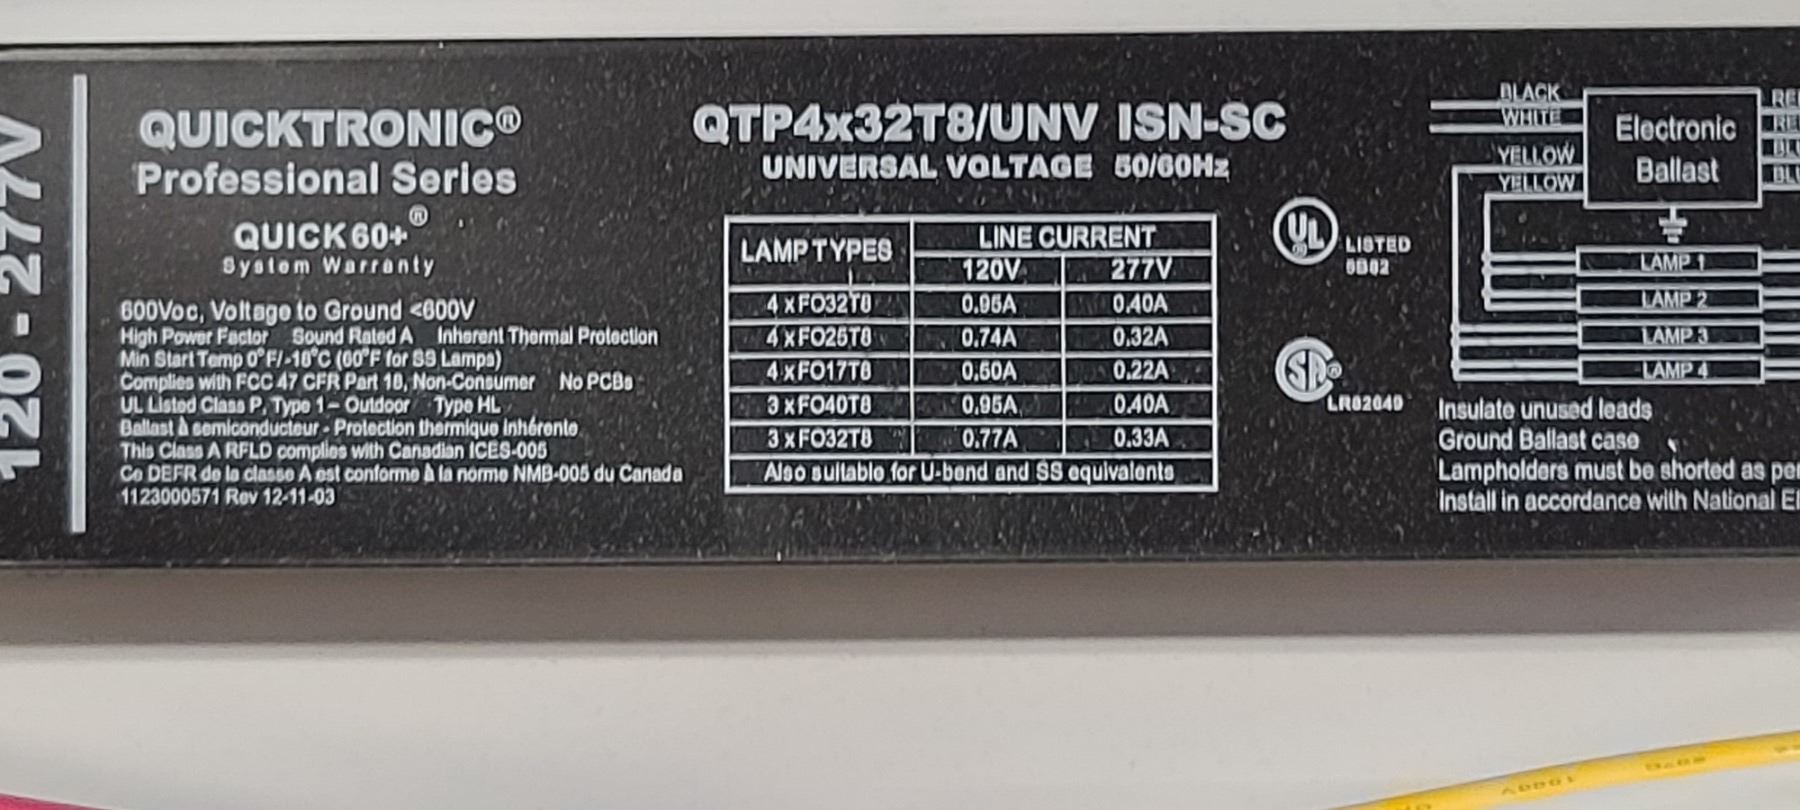 120 - 277V
QUICKTRONIC®
Professional Series
QUICK 60+®
System Warranty
600Voc, Voltage to Ground <600V
High Power Factor Sound Rated A Inherent Thermal Protection
Min Start Temp 0°F/-18°C (60°F for SS Lamps)
Complies with FCC 47 CFR Part 18, Non-Consumer No PCBs
UL Listed Class P, Type 1 - Outdoor Type HL
Ballast à semiconducteur - Protection thermique inhérente
This Class A RFLD complies with Canadian ICES-005
Ce DEFR de la classe A est conforme à la norme NMB-005 du Canada
1123000571 Rev 12-11-03
QTP4x32T8/UNV ISN-SC
UNIVERSAL VOLTAGE 50/60Hz
LAMP TYPES LINE CURRENT
120V 277V
4 x FO32T8 0.95A 0.40A
4 x FO25T8 0.74A 0.32A
4 x FO17T8 0.50A 0.22A
3 x FO40T8 0.95A 0.40A
3 x FO32T8 0.77A 0.33A
Also suitable for U-bend and SS equivalents
UL ®
LISTED
SA ®
LR82649
BLACK
WHITE
YELLOW
YELLOW
Electronic
Ballast
LAMP 1
LAMP 2
LAMP 3
LAMP 4
Insulate unused leads
Ground Ballast case
Lampholders must be shorted as per
Install in accordance with National El